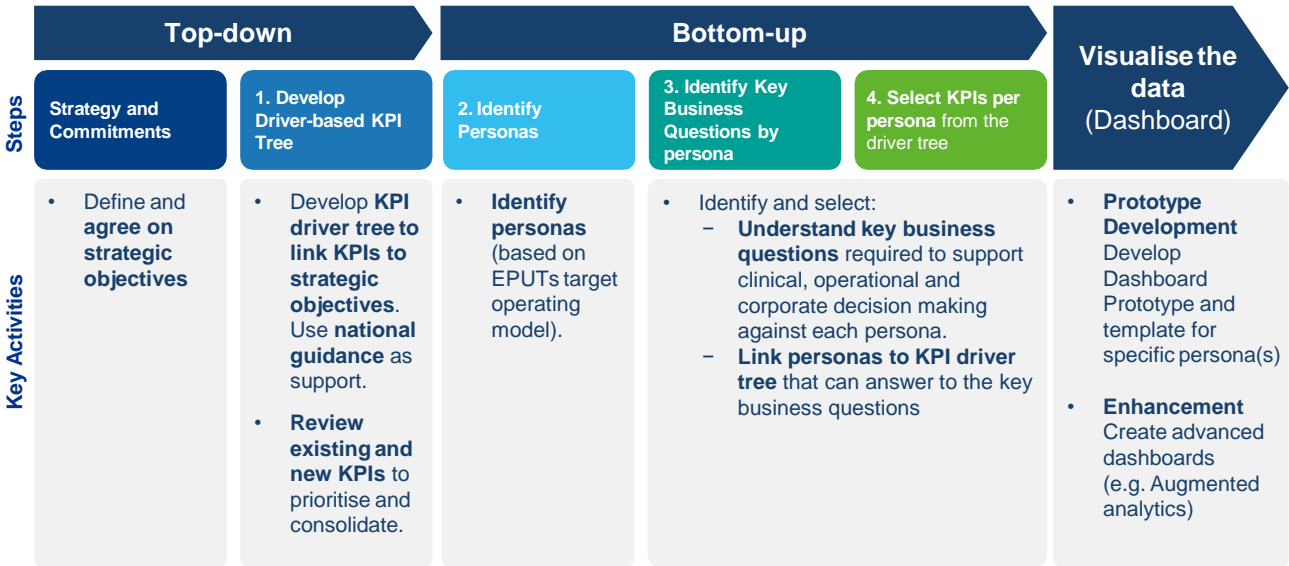 Top-down
Bottom-up
Visualise the
data
(Dashboard)
Steps
Strategy and
Commitments
1. Develop
Driver-based KPI
Tree
2. Identify
Personas
3. Identify Key
Business
Questions by
persona
4. Select KPIs per
persona from the
driver tree
Key Activities
• Define and
agree on
strategic
objectives
• Develop KPI
driver tree to
link KPIs to
strategic
objectives.
Use national
guidance as
support.
• Review
existing and
new KPIs to
prioritise and
consolidate.
• Identify
personas
(based on
EPUTs target
operating
model).
• Identify and select:
− Understand key business
questions required to support
clinical, operational and
corporate decision making
against each persona.
− Link personas to KPI driver
tree that can answer to the key
business questions
• Prototype
Development
Develop
Dashboard
Prototype and
template for
specific persona(s)
• Enhancement
Create advanced
dashboards
(e.g. Augmented
analytics)